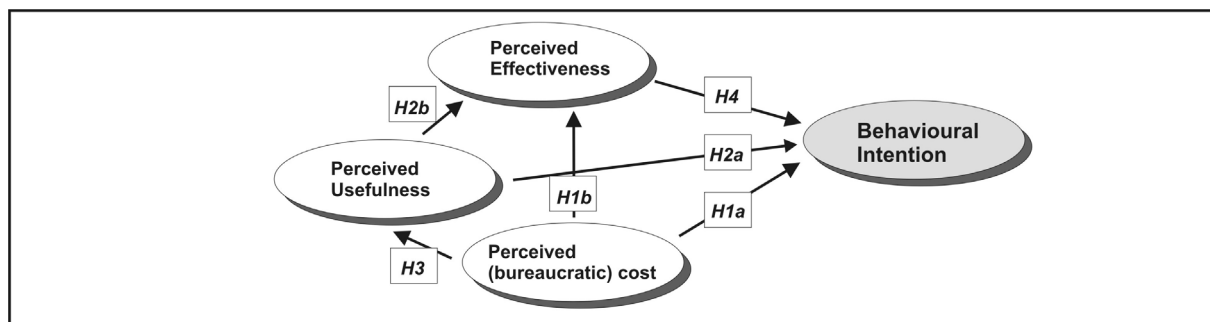 Perceived
Effectiveness
H2b
H4
Behavioural
Intention
H2a
Perceived
Usefulness
H1b
H1a
Perceived
(bureaucratic) cost
H3